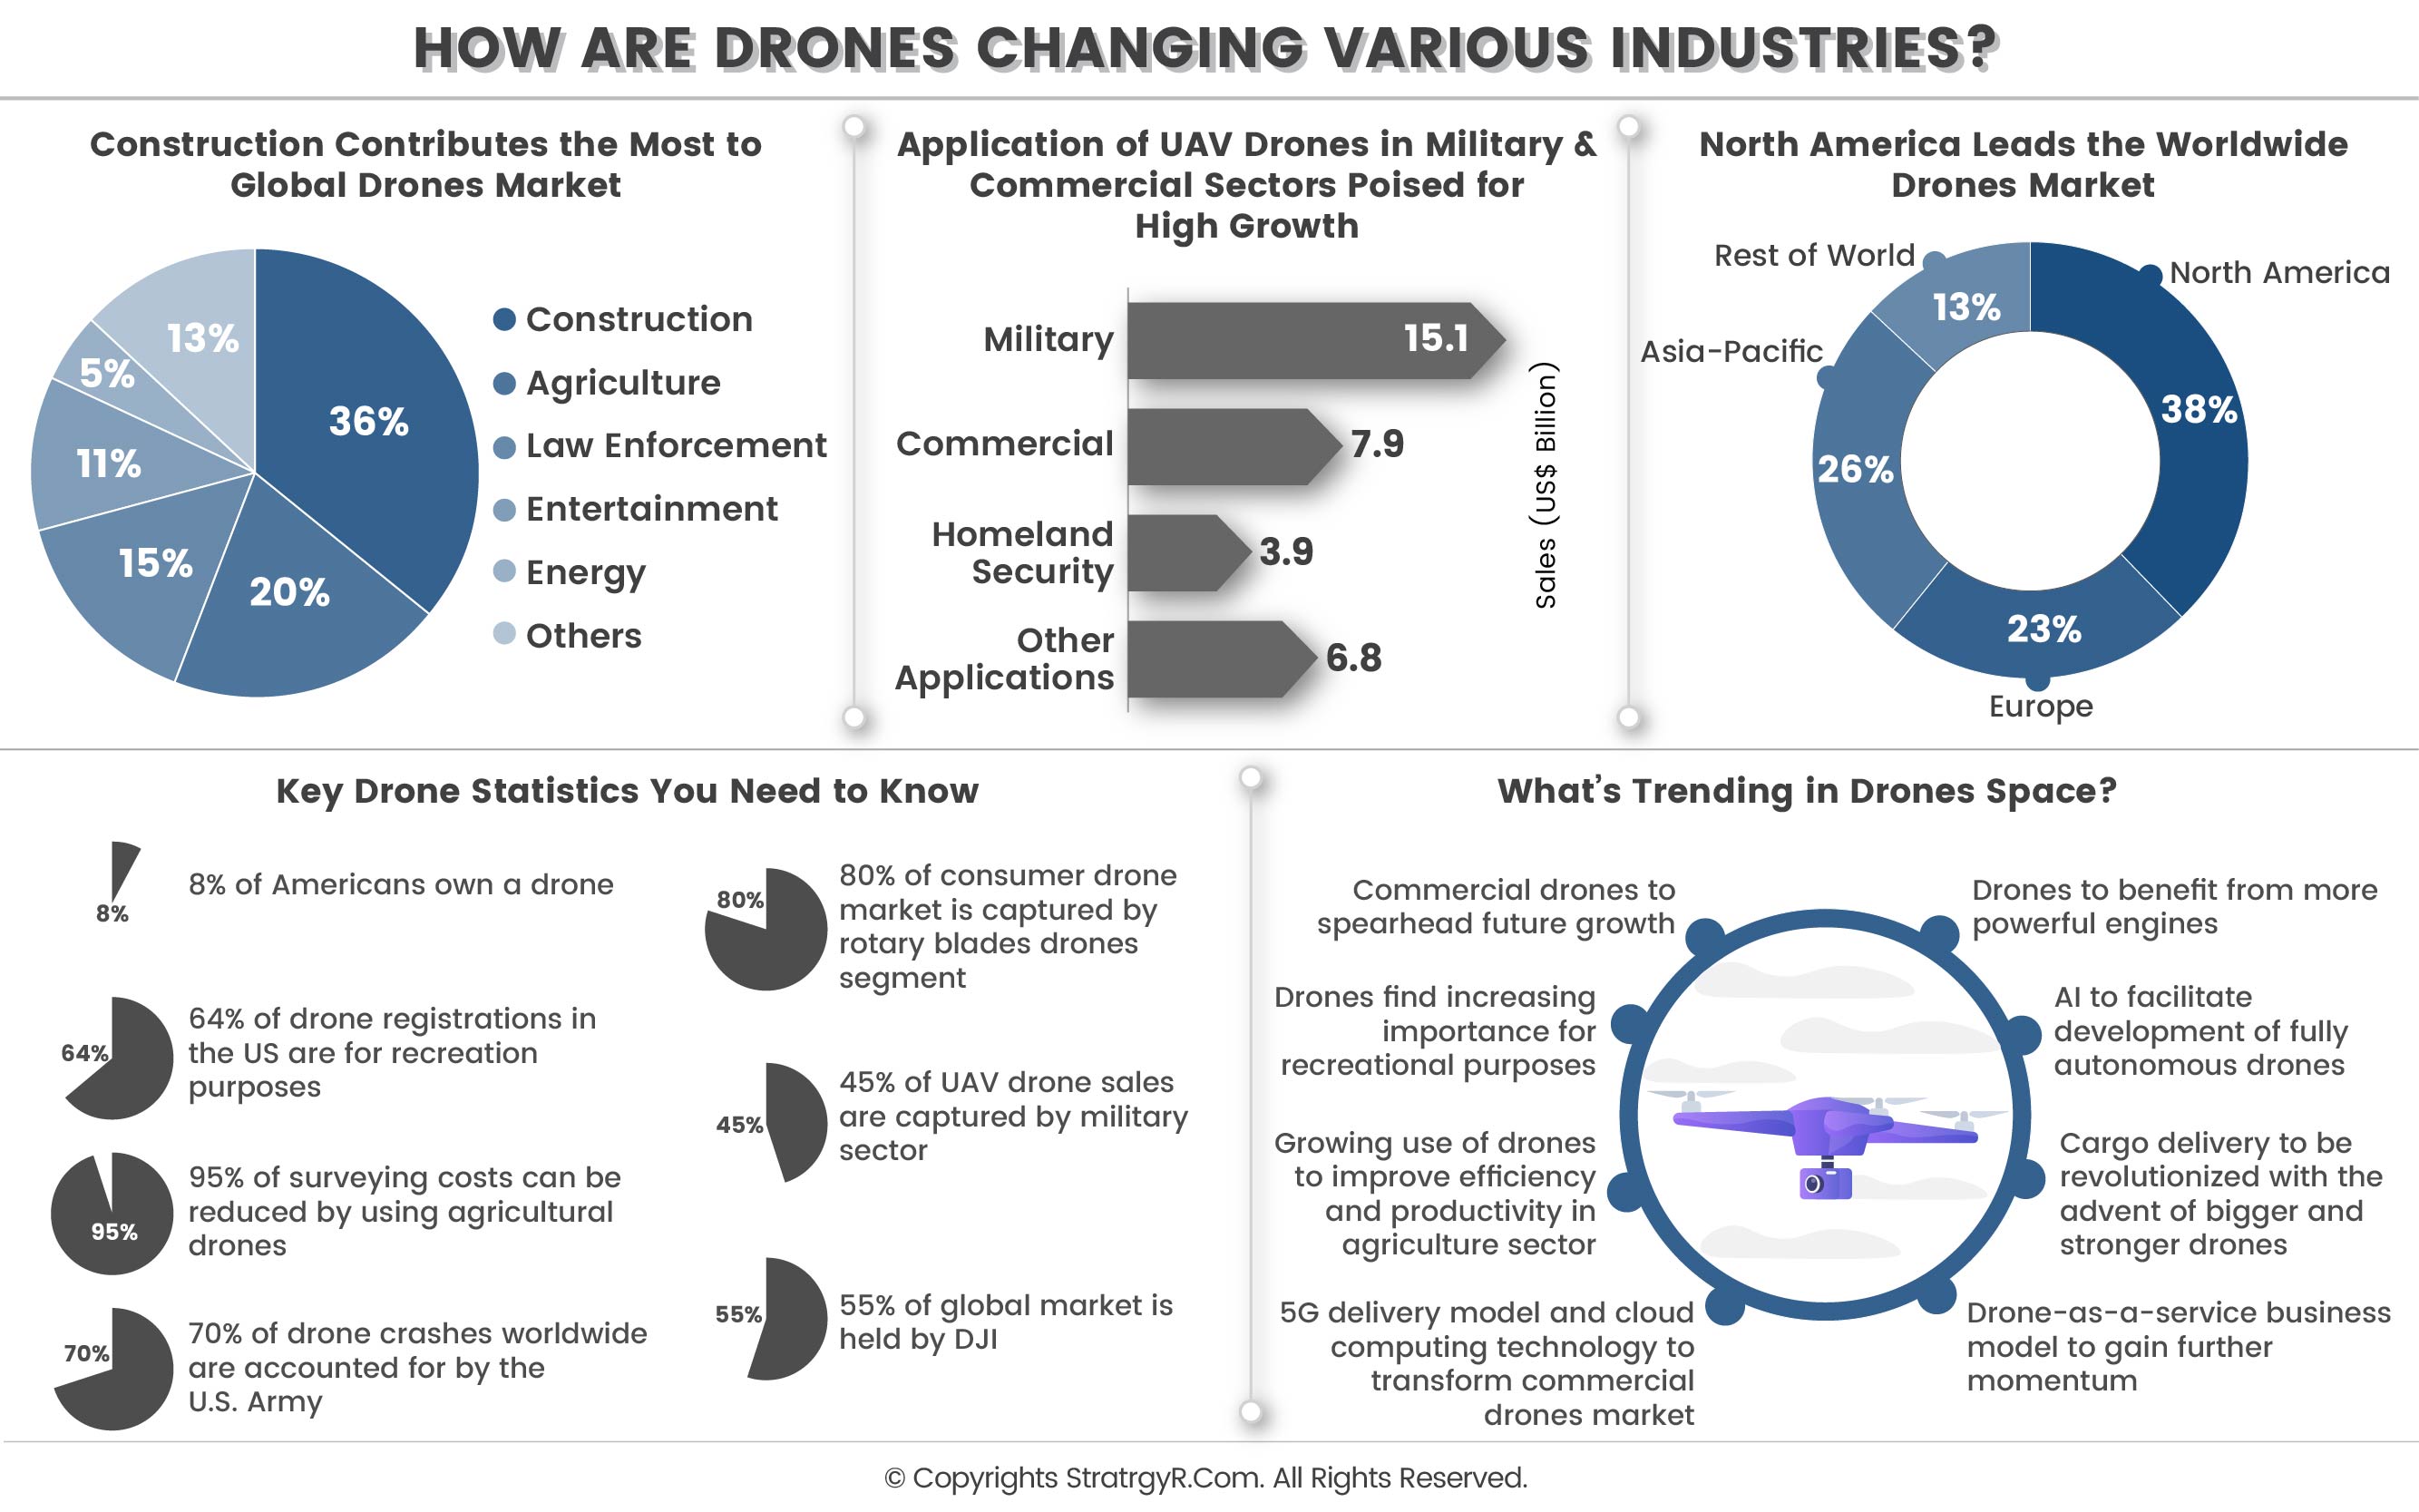 HOW ARE DRONES CHANGING VARIOUS INDUSTRIES?
Construction Contributes the Most to
Global Drones Market
36%
20%
15%
11%
5%
13%
Construction
Agriculture
Law Enforcement
Entertainment
Energy
Others
Application of UAV Drones in Military &
Commercial Sectors Poised for
High Growth
Military
15.1
Commercial
7.9
Homeland
Security
3.9
Other
Applications
6.8
Sales (US$ Billion)
North America Leads the Worldwide
Drones Market
Rest of World
North America
Asia-Pacific
Europe
13%
38%
26%
23%
Key Drone Statistics You Need to Know
8%
8% of Americans own a drone
64%
64% of drone registrations in
the US are for recreation
purposes
95%
95% of surveying costs can be
reduced by using agricultural
drones
70%
70% of drone crashes worldwide
are accounted for by the
U.S. Army
80%
80% of consumer drone
market is captured by
rotary blades drones
segment
45%
45% of UAV drone sales
are captured by military
sector
55%
55% of global market is
held by DJI
What's Trending in Drones Space?
Commercial drones to
spearhead future growth
Drones find increasing
importance for
recreational purposes
Growing use of drones
to improve efficiency
and productivity in
agriculture sector
5G delivery model and cloud
computing technology to
transform commercial
drones market
Drones to benefit from more
powerful engines
AI to facilitate
development of fully
autonomous drones
Cargo delivery to be
revolutionized with the
advent of bigger and
stronger drones
Drone-as-a-service business
model to gain further
momentum
© Copyrights StratrgyR.Com. All Rights Reserved.